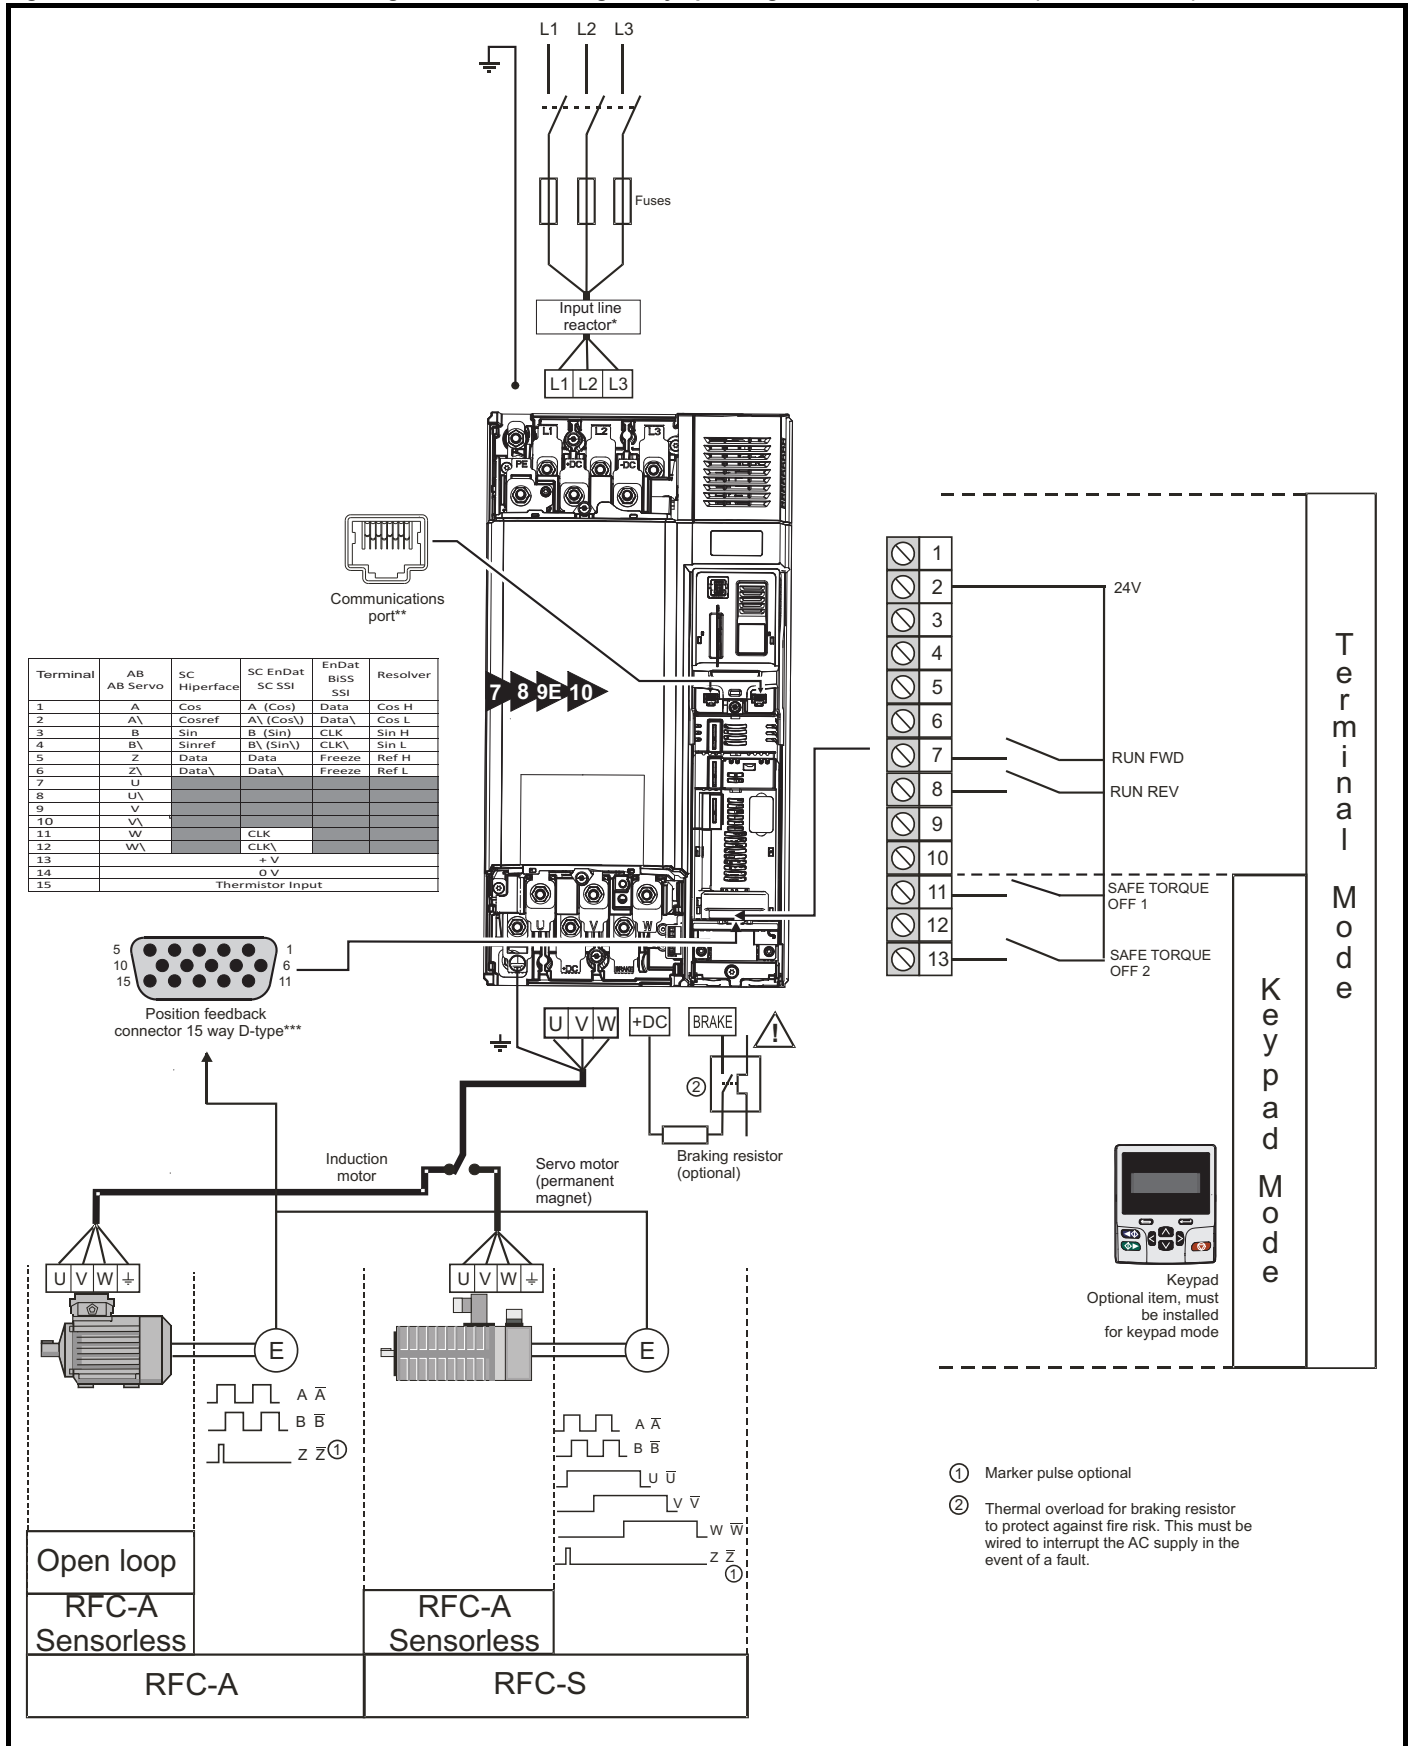 L1 L2 L3
Fuses
Input line
reactor*
L1 L2 L3
L1 L2 L3
PE +DC -DC
Communications
port**
7 8 9E 10
Terminal | AB AB Servo | SC Hiperface | SC EnDat SC SSI | EnDat BiSS SSI | Resolver
1 A Cos A (Cos) Data Cos H
2 A\ Cosref A\ (Cos\) Data\ Cos L
3 B Sin B (Sin) CLK Sin H
4 B\ Sinref B\ (Sin\) CLK\ Sin L
5 Z Data Data Freeze Ref H
6 Z\ Data\ Data\ Freeze Ref L
7 U
8 U\
9 V
10 V\
11 W CLK
12 W\ CLK\
13 + V
14 0 V
15 Thermistor Input
U V W
+DC BRAKE
5 1
10 6
15 11
Position feedback
connector 15 way D-type***
U V W +DC BRAKE !
2
Braking resistor
(optional)
Induction
motor
Servo motor
(permanent
magnet)
U V W
E
A A̅
B B̅
Z Z̅ 1
U V W
E
A A̅
B B̅
U U̅
V V̅
W W̅
Z Z̅
1
Open loop
RFC-A
Sensorless
RFC-A
RFC-A
Sensorless
RFC-S
1
2 24V
3
4
5
6
7 RUN FWD
8 RUN REV
9
10
11 SAFE TORQUE
OFF 1
12
13 SAFE TORQUE
OFF 2
Terminal Mode
Keypad Mode
Keypad
Optional item, must
be installed
for keypad mode
1 Marker pulse optional
2 Thermal overload for braking resistor
to protect against fire risk. This must be
wired to interrupt the AC supply in the
event of a fault.